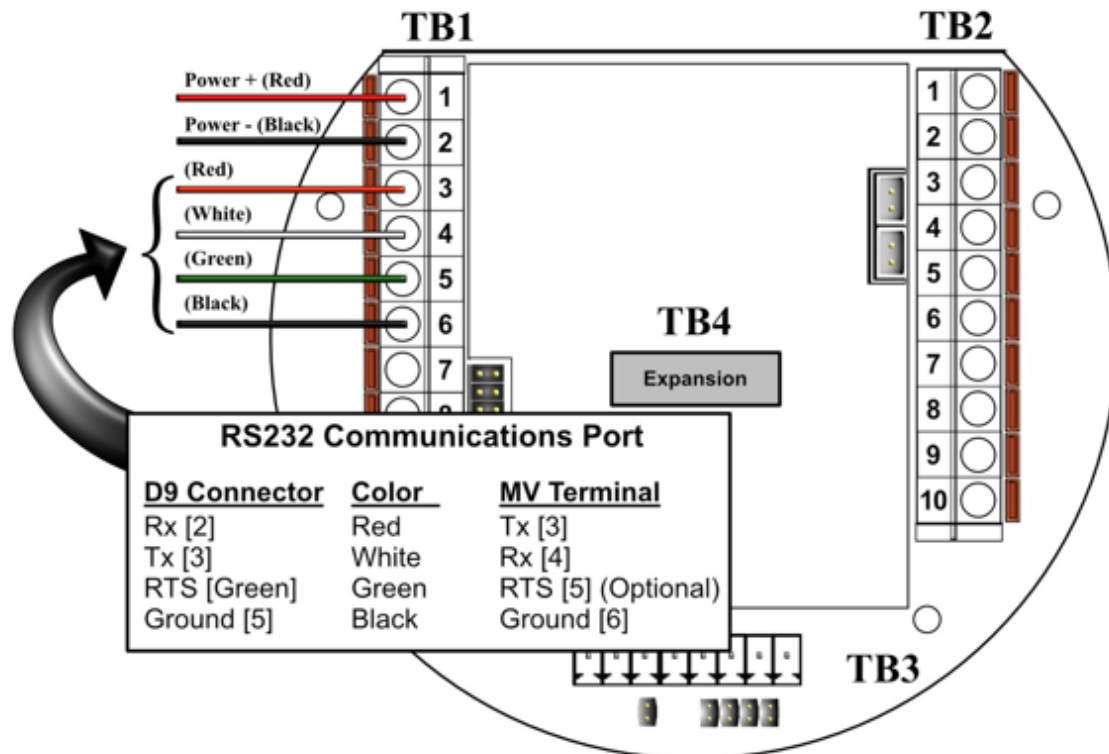 TB1
TB2
Power + (Red)
1
Power - (Black)
2
(Red)
3
(White)
4
(Green)
5
(Black)
6
7
1
2
3
4
5
6
7
8
9
10
TB4
Expansion
RS232 Communications Port
D9 Connector Color MV Terminal
Rx [2] Red Tx [3]
Tx [3] White Rx [4]
RTS [Green] Green RTS [5] (Optional)
Ground [5] Black Ground [6]
TB3